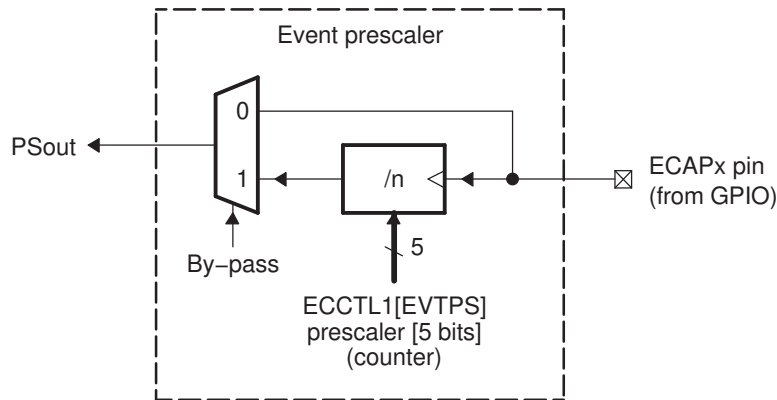 Event prescaler
0
PSout
1
/n
ECAPx pin
(from GPIO)
5
By−pass
ECCTL1[EVTPS]
prescaler [5 bits]
(counter)